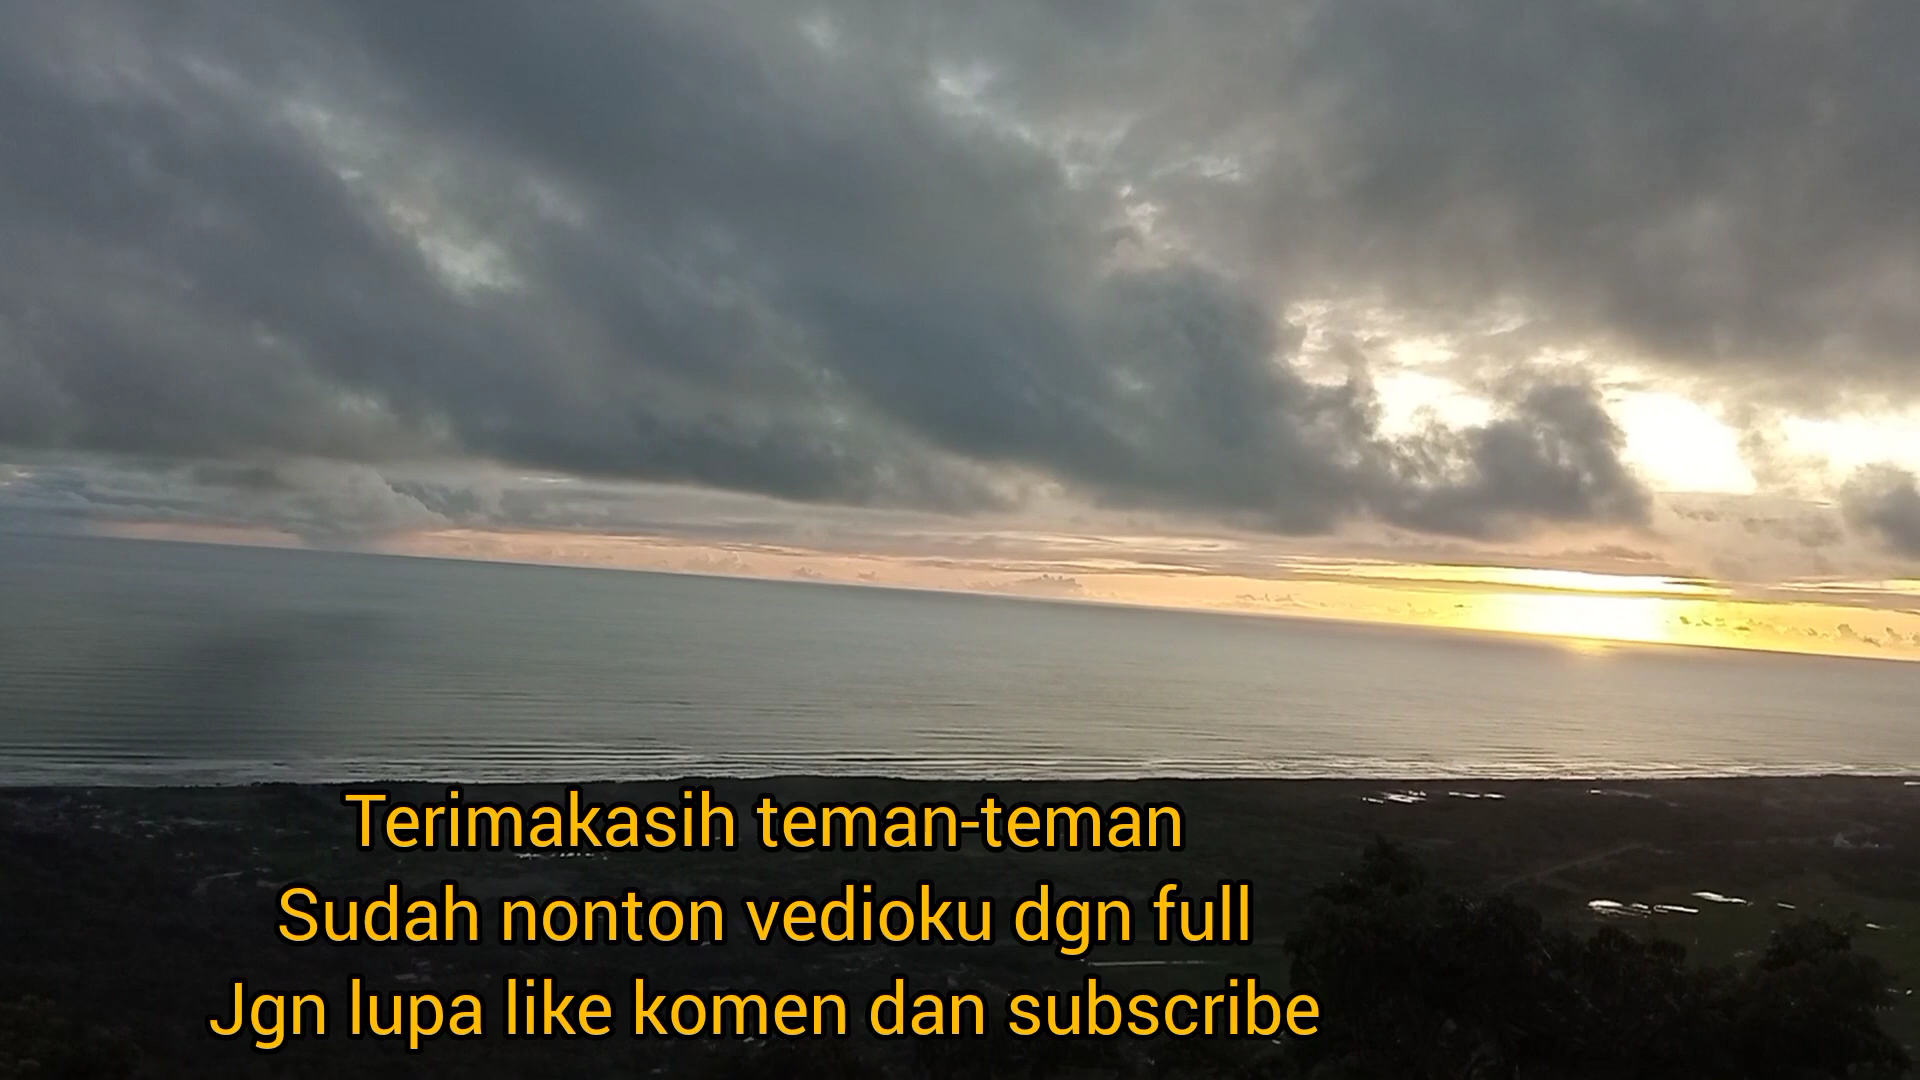 Terimakasih teman-teman
Sudah nonton vedioku dgn full
Jgn lupa like komen dan subscribe